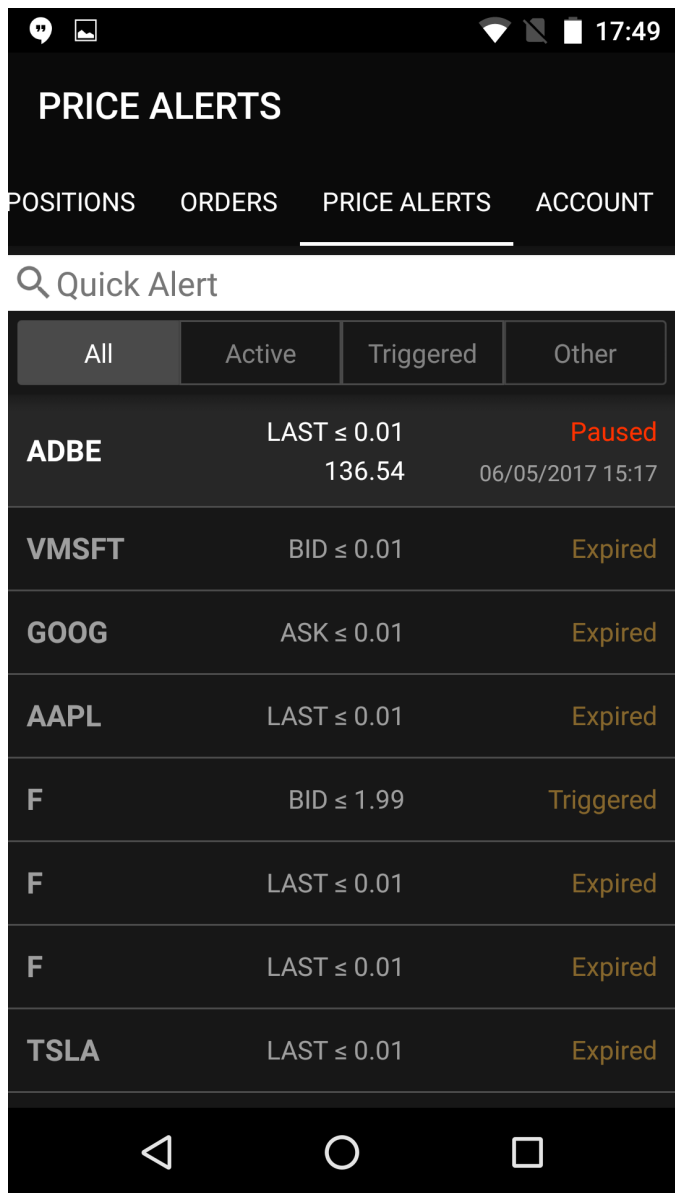 17:49
PRICE ALERTS
POSITIONS ORDERS PRICE ALERTS ACCOUNT
Quick Alert
All Active Triggered Other
ADBE LAST ≤ 0.01 Paused
136.54 06/05/2017 15:17
VMSFT BID ≤ 0.01 Expired
GOOG ASK ≤ 0.01 Expired
AAPL LAST ≤ 0.01 Expired
F BID ≤ 1.99 Triggered
F LAST ≤ 0.01 Expired
F LAST ≤ 0.01 Expired
TSLA LAST ≤ 0.01 Expired